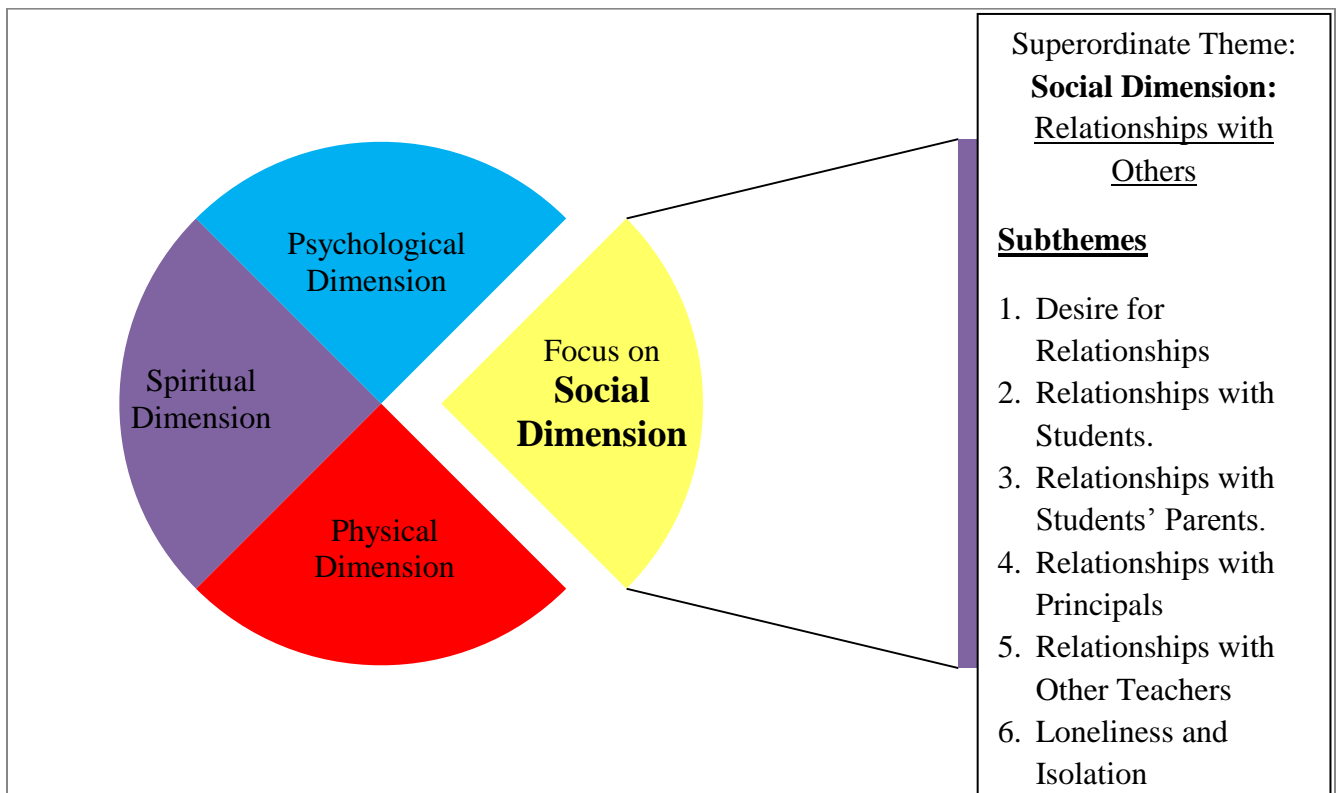 Psychological
Dimension
Spiritual
Dimension
Physical
Dimension
Focus on
Social
Dimension
Superordinate Theme:
Social Dimension:
Relationships with
Others
Subthemes
1. Desire for
Relationships
2. Relationships with
Students.
3. Relationships with
Students’ Parents.
4. Relationships with
Principals
5. Relationships with
Other Teachers
6. Loneliness and
Isolation